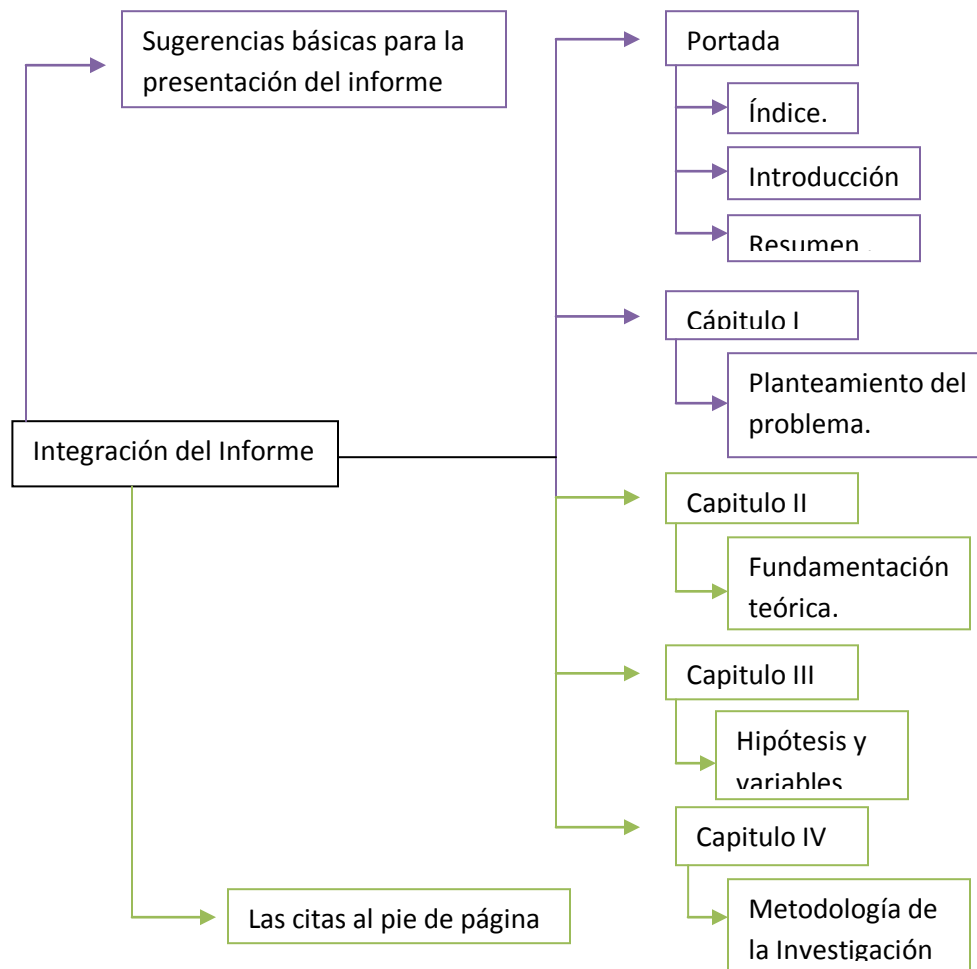 Sugerencias básicas para la
presentación del informe
Portada
Índice.
Introducción
Resumen
Cápitulo I
Planteamiento del
problema.
Integración del Informe
Capitulo II
Fundamentación
teórica.
Capitulo III
Hipótesis y
variables
Capitulo IV
Las citas al pie de página
Metodología de
la Investigación